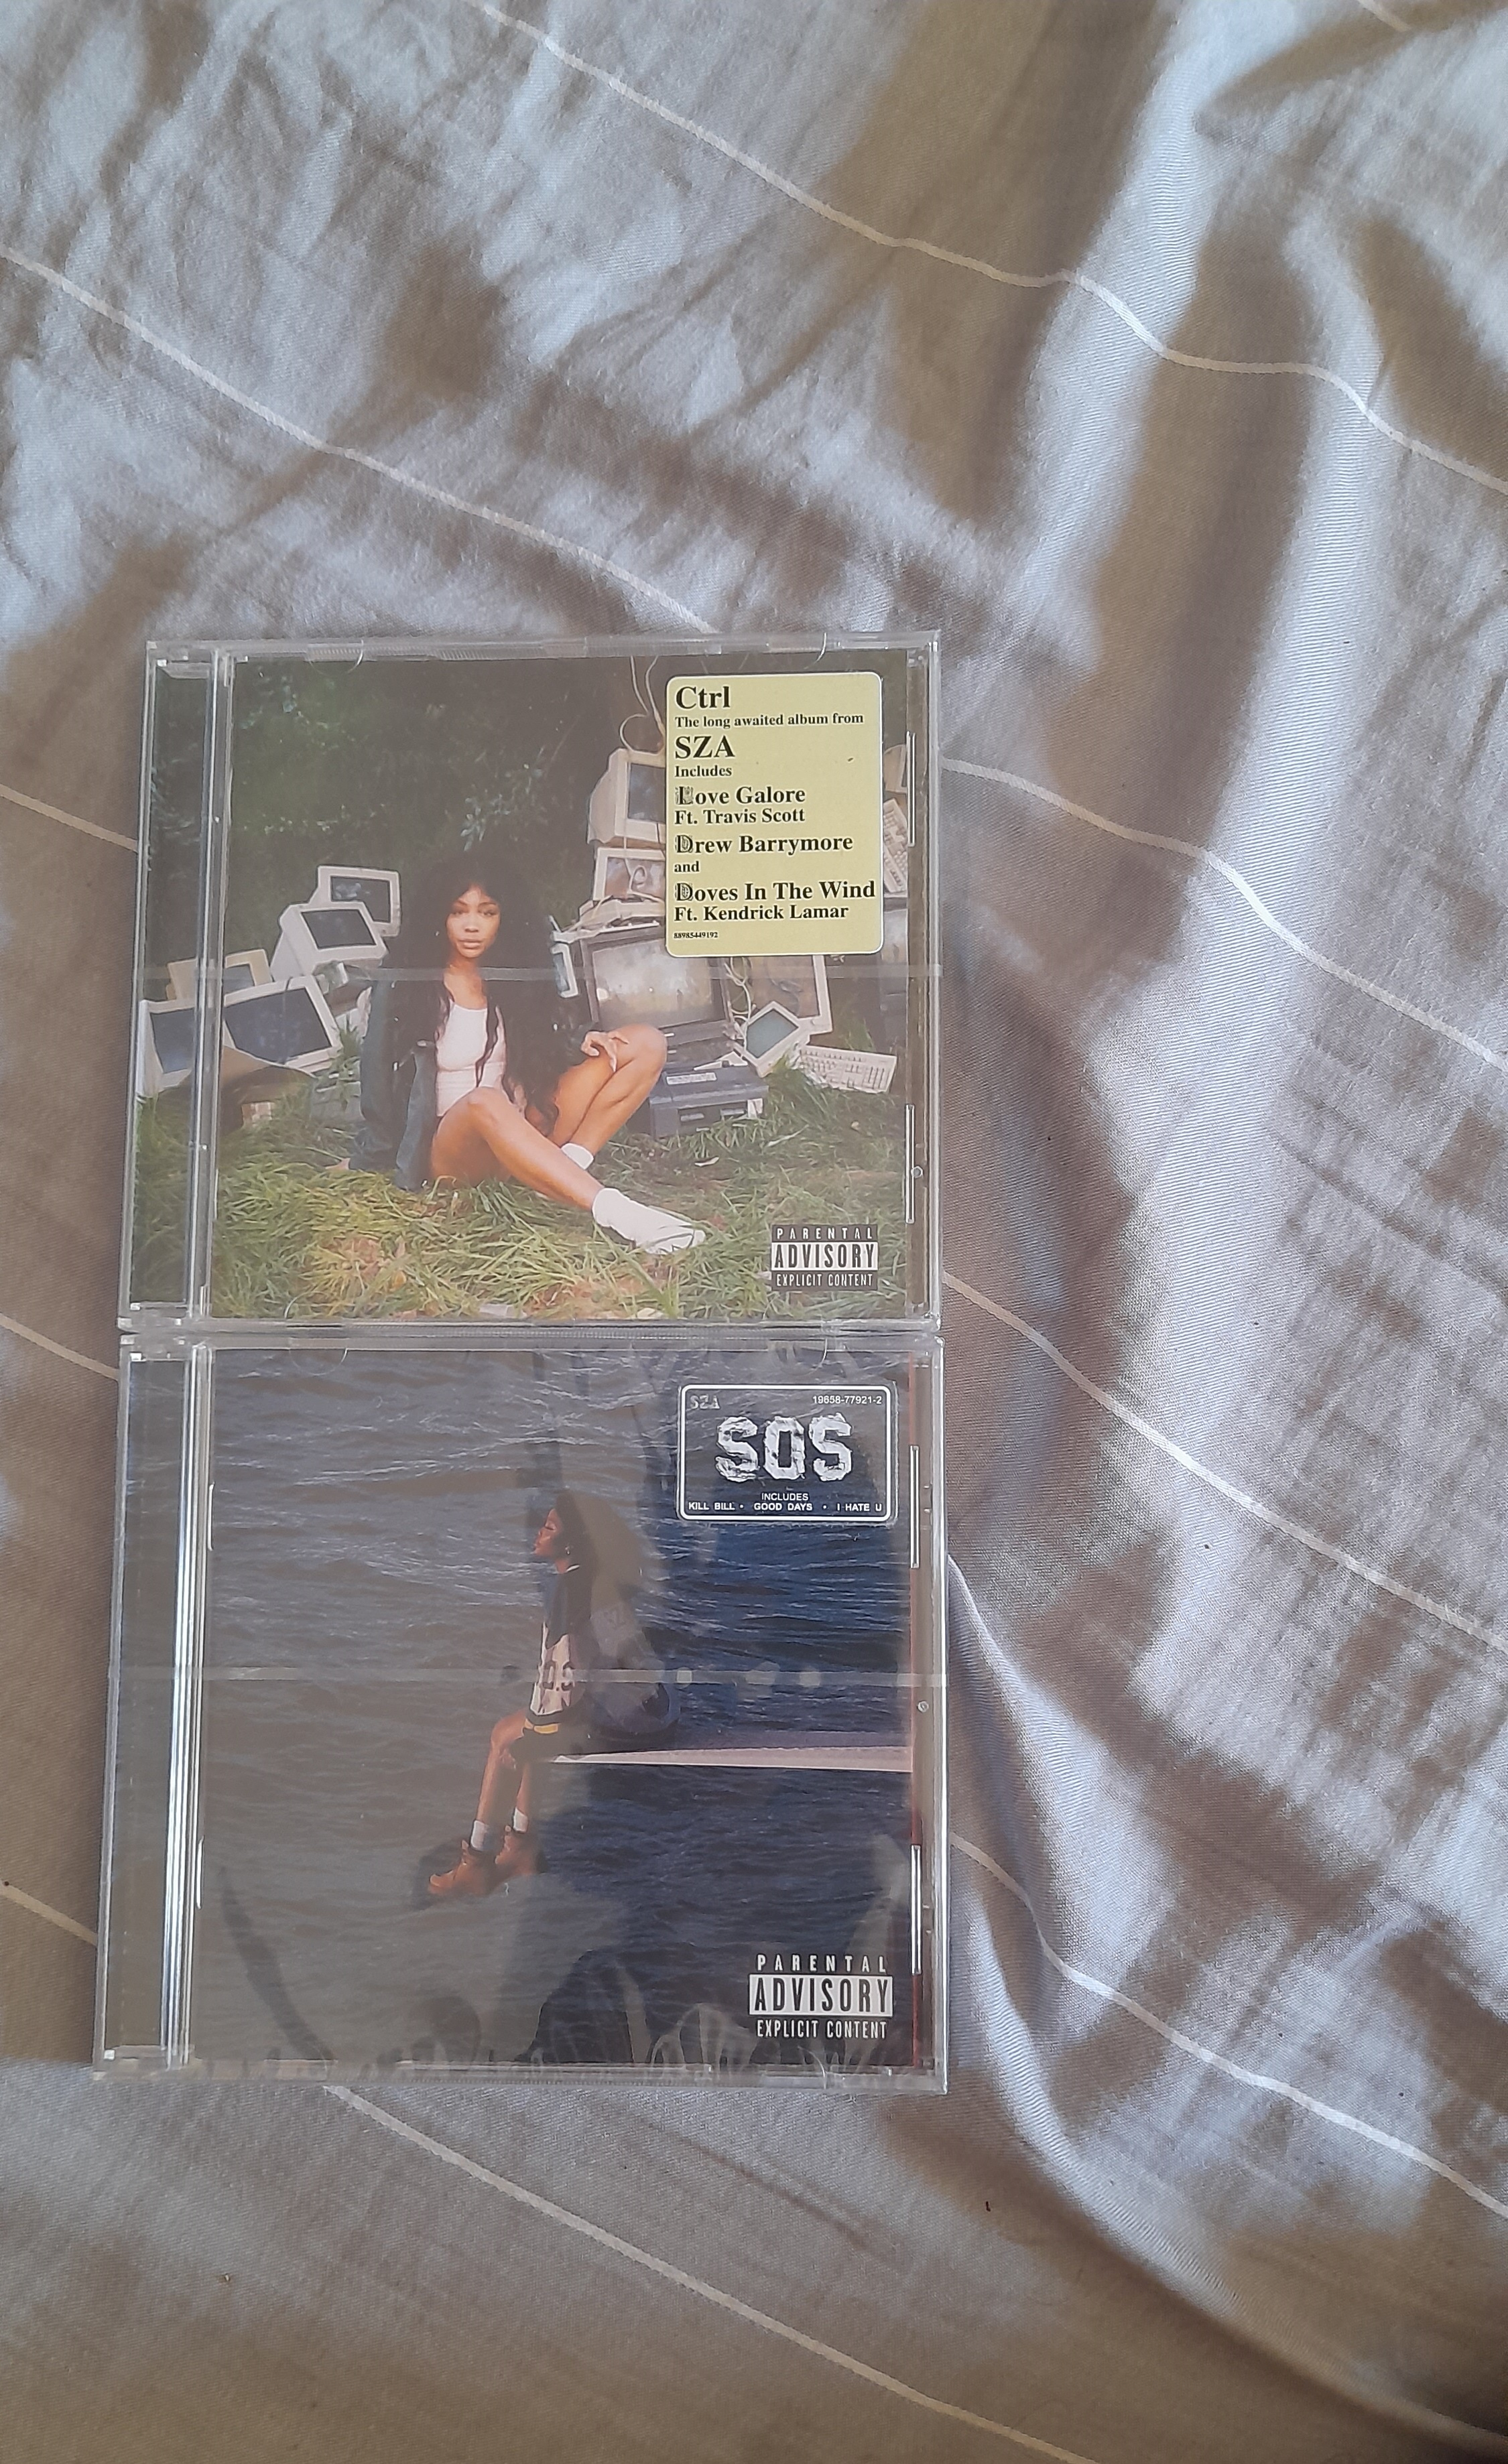 Ctrl
The long awaited album from
SZA
Includes
Love Galore
Ft. Travis Scott
Drew Barrymore
and
Doves In The Wind
Ft. Kendrick Lamar
88985449192
PARENTAL
ADVISORY
EXPLICIT CONTENT
SZA 19658-77921-2
SOS
INCLUDES
KILL BILL • GOOD DAYS • I HATE U
PARENTAL
ADVISORY
EXPLICIT CONTENT